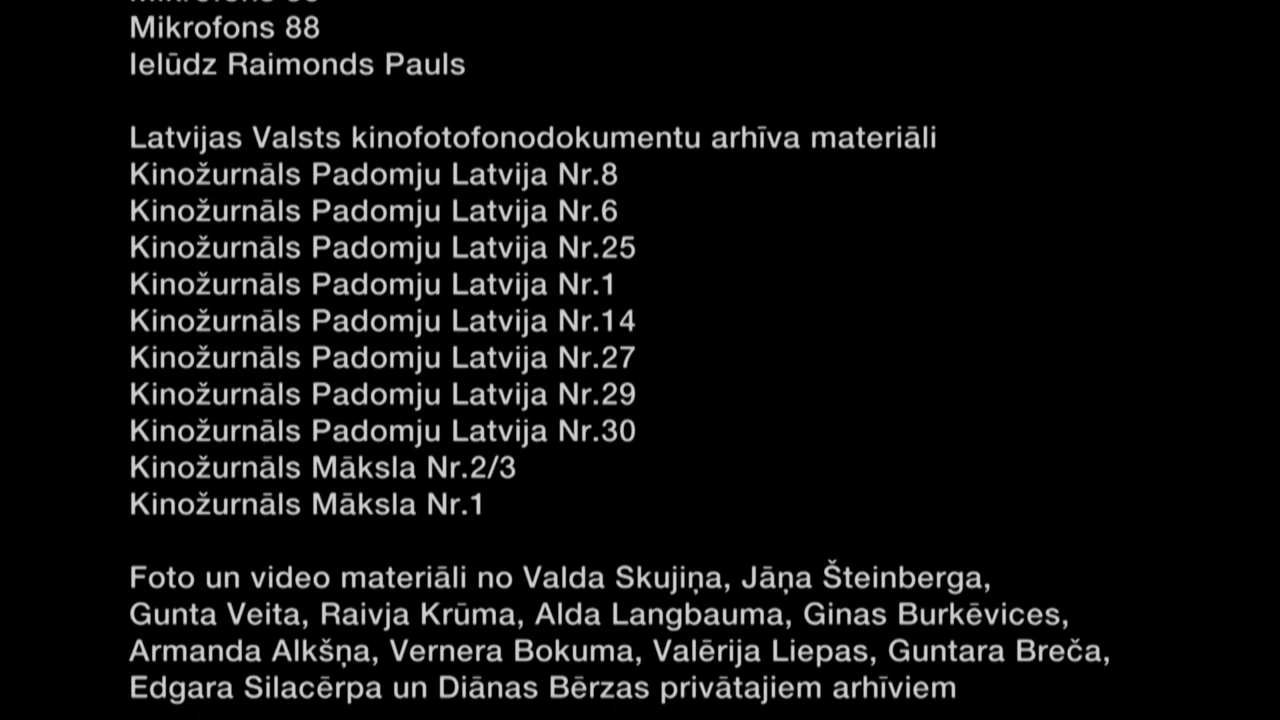 Mikrofons 88
Ielūdz Raimonds Pauls
Latvijas Valsts kinofotofonodokumentu arhīva materiāli
Kinožurnāls Padomju Latvija Nr.8
Kinožurnāls Padomju Latvija Nr.6
Kinožurnāls Padomju Latvija Nr.25
Kinožurnāls Padomju Latvija Nr.1
Kinožurnāls Padomju Latvija Nr.14
Kinožurnāls Padomju Latvija Nr.27
Kinožurnāls Padomju Latvija Nr.29
Kinožurnāls Padomju Latvija Nr.30
Kinožurnāls Māksla Nr.2/3
Kinožurnāls Māksla Nr.1
Foto un video materiāli no Valda Skujiņa, Jāņa Šteinberga,
Gunta Veita, Raivja Krūma, Alda Langbauma, Ginas Burkēvices,
Armanda Alkšņa, Vernera Bokuma, Valērija Liepas, Guntara Breča,
Edgara Silacērpa un Diānas Bērzas privātajiem arhīviem